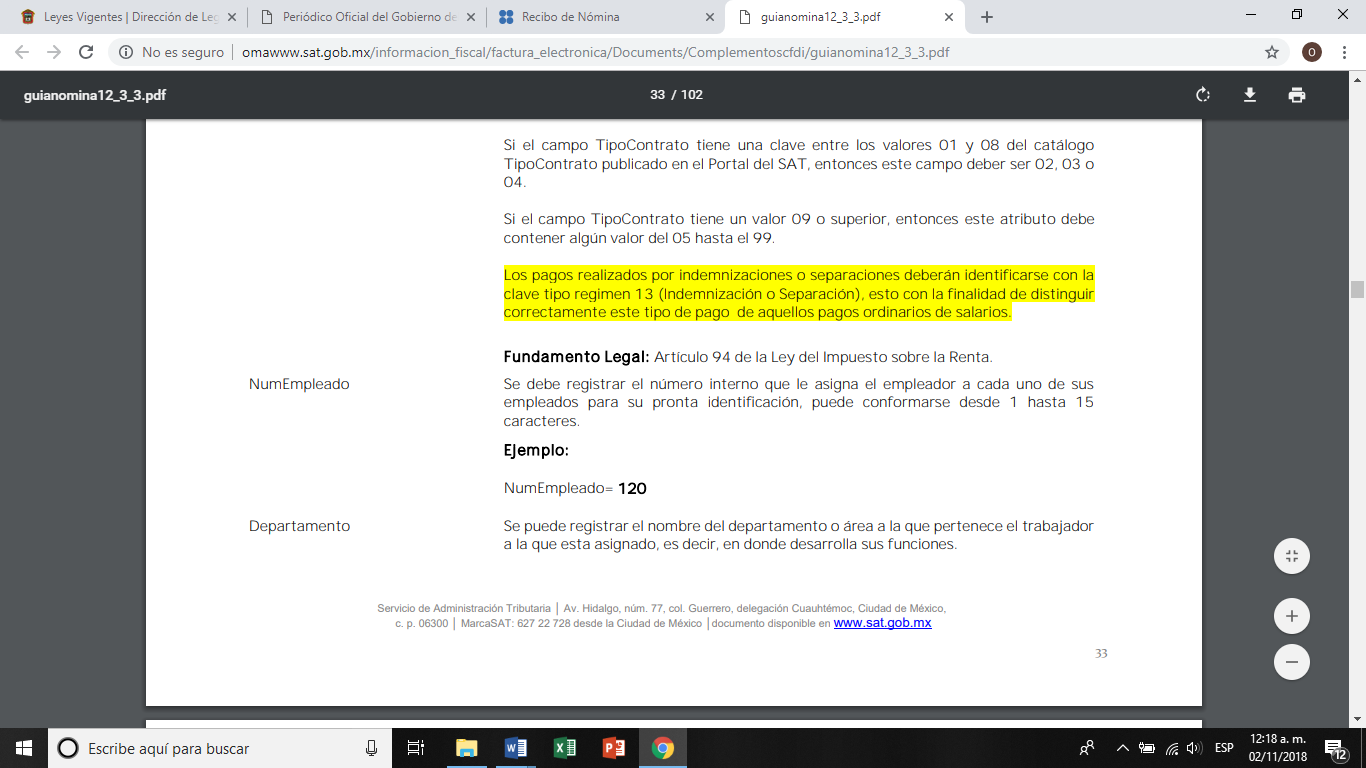 Leyes Vigentes | Dirección de Leg
Periódico Oficial del Gobierno de
Recibo de Nómina
guianomina12_3_3.pdf
No es seguro | omawww.sat.gob.mx/informacion_fiscal/factura_electronica/Documents/Complementoscfdi/guianomina12_3_3.pdf
O
guianomina12_3_3.pdf
33 / 102
Si el campo TipoContrato tiene una clave entre los valores 01 y 08 del catálogo
TipoContrato publicado en el Portal del SAT, entonces este campo deber ser 02, 03 o
04.
Si el campo TipoContrato tiene un valor 09 o superior, entonces este atributo debe
contener algún valor del 05 hasta el 99.
Los pagos realizados por indemnizaciones o separaciones deberán identificarse con la
clave tipo regimen 13 (Indemnización o Separación), esto con la finalidad de distinguir
correctamente este tipo de pago de aquellos pagos ordinarios de salarios.
Fundamento Legal: Artículo 94 de la Ley del Impuesto sobre la Renta.
NumEmpleado
Se debe registrar el número interno que le asigna el empleador a cada uno de sus
empleados para su pronta identificación, puede conformarse desde 1 hasta 15
caracteres.
Ejemplo:
NumEmpleado= 120
Departamento
Se puede registrar el nombre del departamento o área a la que pertenece el trabajador
a la que esta asignado, es decir, en donde desarrolla sus funciones.
Servicio de Administración Tributaria | Av. Hidalgo, núm. 77, col. Guerrero, delegación Cuauhtémoc, Ciudad de México,
c. p. 06300 | MarcaSAT: 627 22 728 desde la Ciudad de México | documento disponible en www.sat.gob.mx
33
Escribe aquí para buscar
ESP
12:18 a. m.
02/11/2018
12